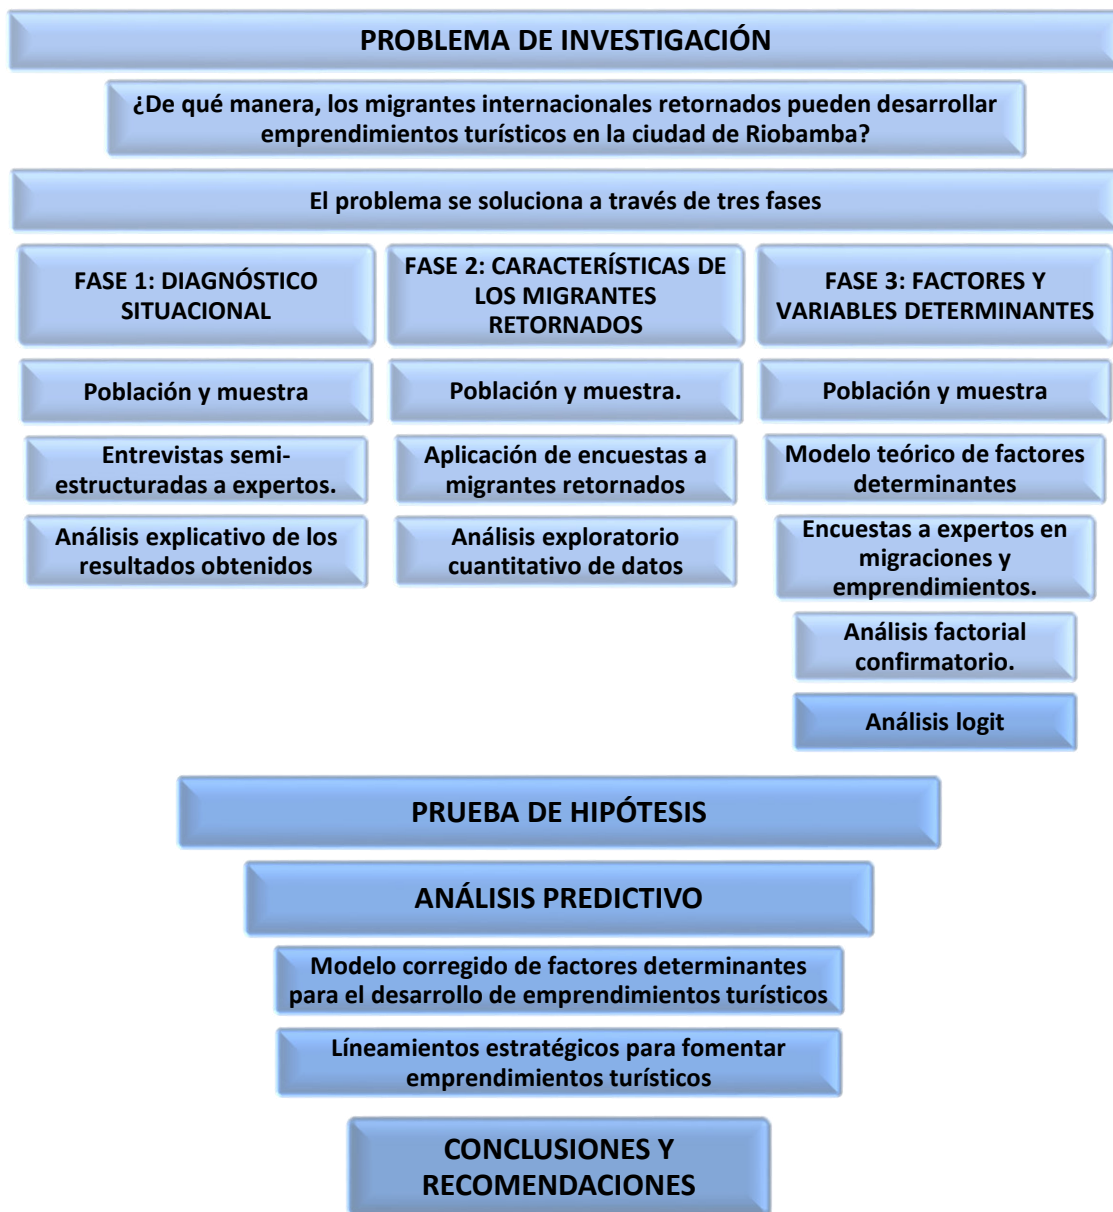 PROBLEMA DE INVESTIGACIÓN
¿De qué manera, los migrantes internacionales retornados pueden desarrollar
emprendimientos turísticos en la ciudad de Riobamba?
El problema se soluciona a través de tres fases
FASE 1: DIAGNÓSTICO
SITUACIONAL
Población y muestra
Entrevistas semi-
estructuradas a expertos.
Análisis explicativo de los
resultados obtenidos
FASE 2: CARACTERÍSTICAS DE
LOS MIGRANTES
RETORNADOS
Población y muestra.
Aplicación de encuestas a
migrantes retornados
Análisis exploratorio
cuantitativo de datos
FASE 3: FACTORES Y
VARIABLES DETERMINANTES
Población y muestra
Modelo teórico de factores
determinantes
Encuestas a expertos en
migraciones y
emprendimientos.
Análisis factorial
confirmatorio.
Análisis logit
PRUEBA DE HIPÓTESIS
ANÁLISIS PREDICTIVO
Modelo corregido de factores determinantes
para el desarrollo de emprendimientos turísticos
Líneamientos estratégicos para fomentar
emprendimientos turísticos
CONCLUSIONES Y
RECOMENDACIONES